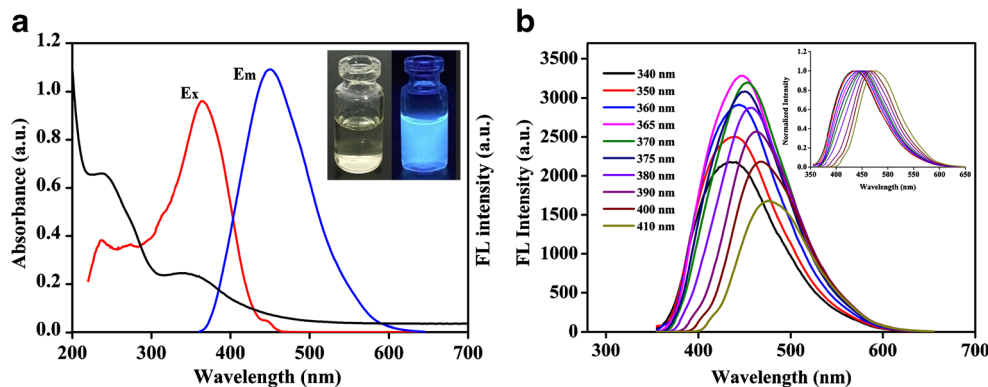 a
Absorbance (a.u.)
1.2
1.0
0.8
0.6
0.4
0.2
0.0
Ex
Em
200 300 400 500 600 700
Wavelength (nm)
FL intensity (a.u.)
b
FL Intensity (a.u.)
3500
3000
2500
2000
1500
1000
500
0
340 nm
350 nm
360 nm
365 nm
370 nm
375 nm
380 nm
390 nm
400 nm
410 nm
Normalized Intensity
1.2
1.0
0.8
0.6
0.4
0.2
0.0
350 400 450 500 550 600 650
Wavelength (nm)
300 400 500 600 700
Wavelength (nm)